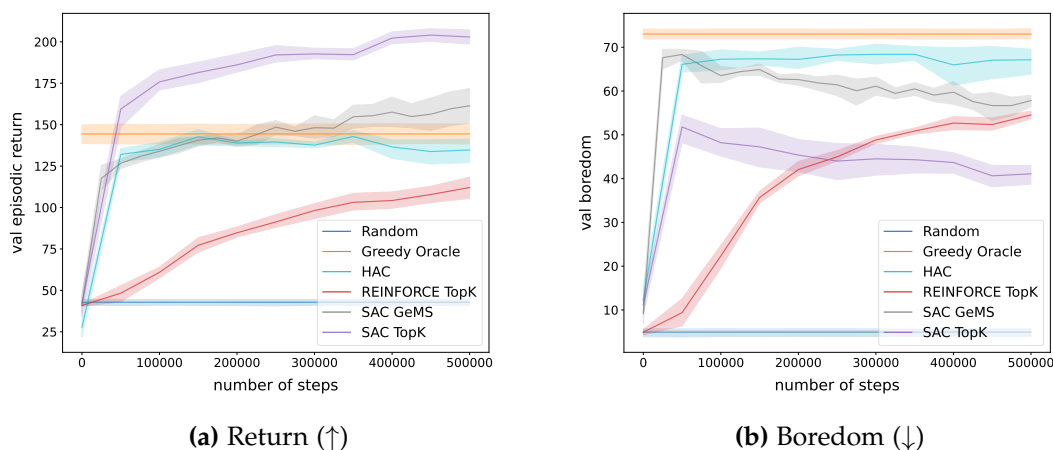 200
175
150
125
100
75
50
25
val episodic return
0
100000
200000
300000
400000
500000
number of steps
Random
Greedy Oracle
HAC
REINFORCE TopK
SAC GeMS
SAC TopK
(a) Return (↑)
70
60
50
40
30
20
10
val boredom
0
100000
200000
300000
400000
500000
number of steps
Random
Greedy Oracle
HAC
REINFORCE TopK
SAC GeMS
SAC TopK
(b) Boredom (↓)